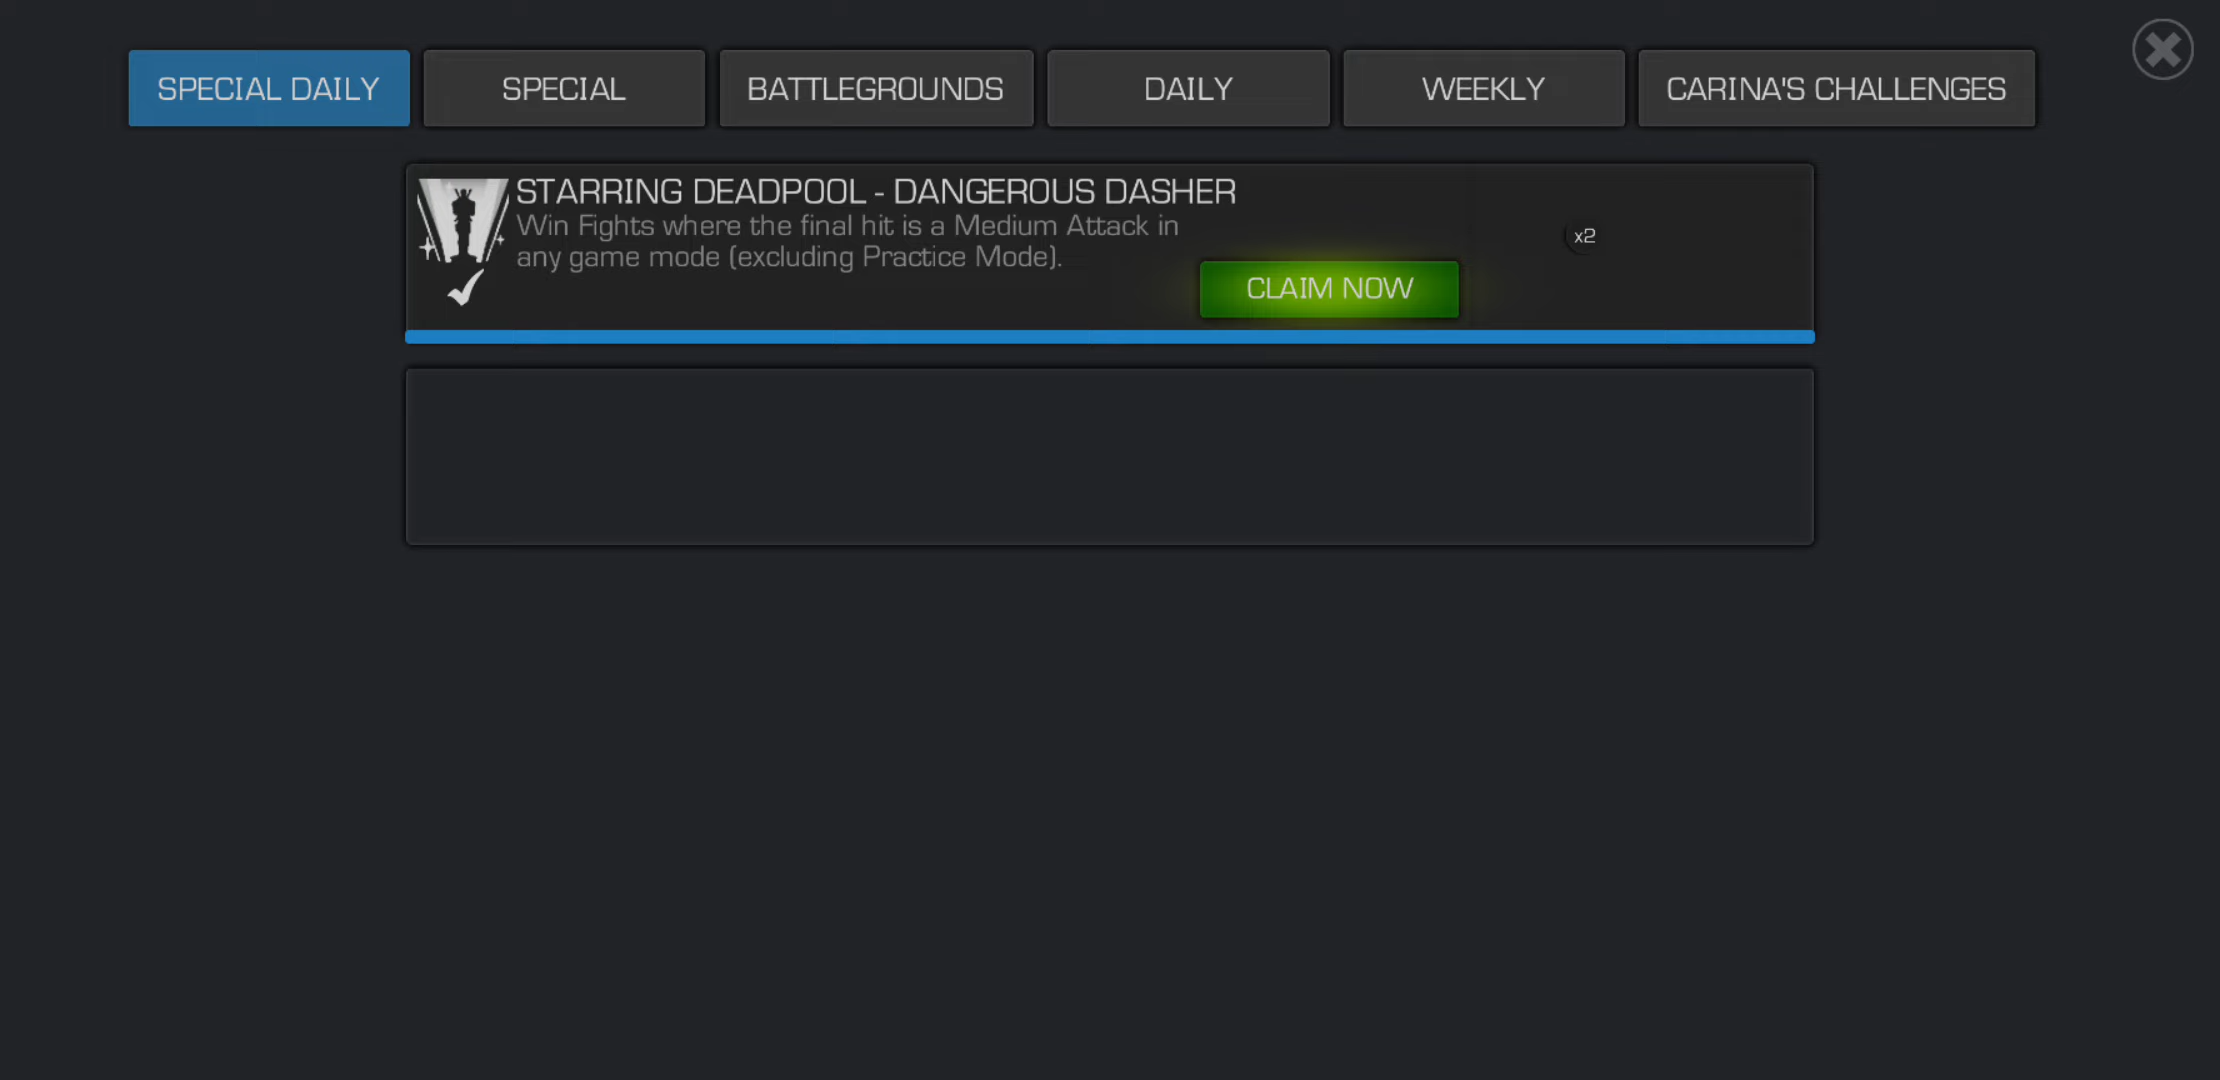 SPECIAL DAILY
SPECIAL
BATTLEGROUNDS
DAILY
WEEKLY
CARINA'S CHALLENGES
STARRING DEADPOOL - DANGEROUS DASHER
Win Fights where the final hit is a Medium Attack in
any game mode (excluding Practice Mode).
x2
CLAIM NOW